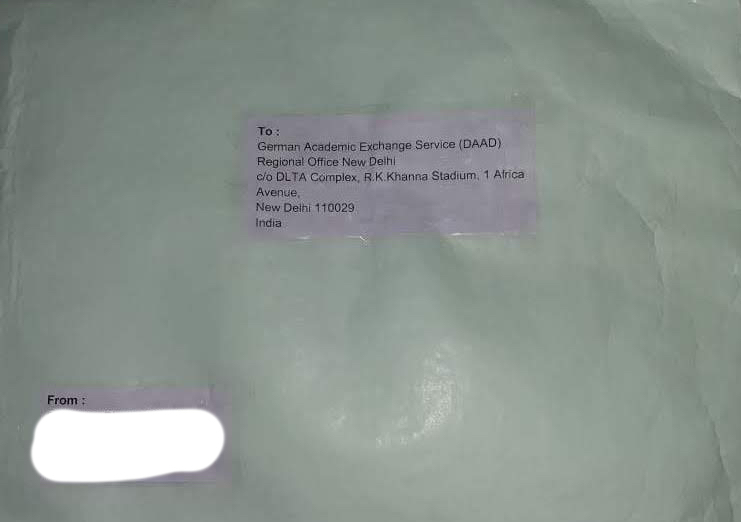 To :
German Academic Exchange Service (DAAD)
Regional Office New Delhi
c/o DLTA Complex, R.K.Khanna Stadium, 1 Africa
Avenue,
New Delhi 110029
India
From :